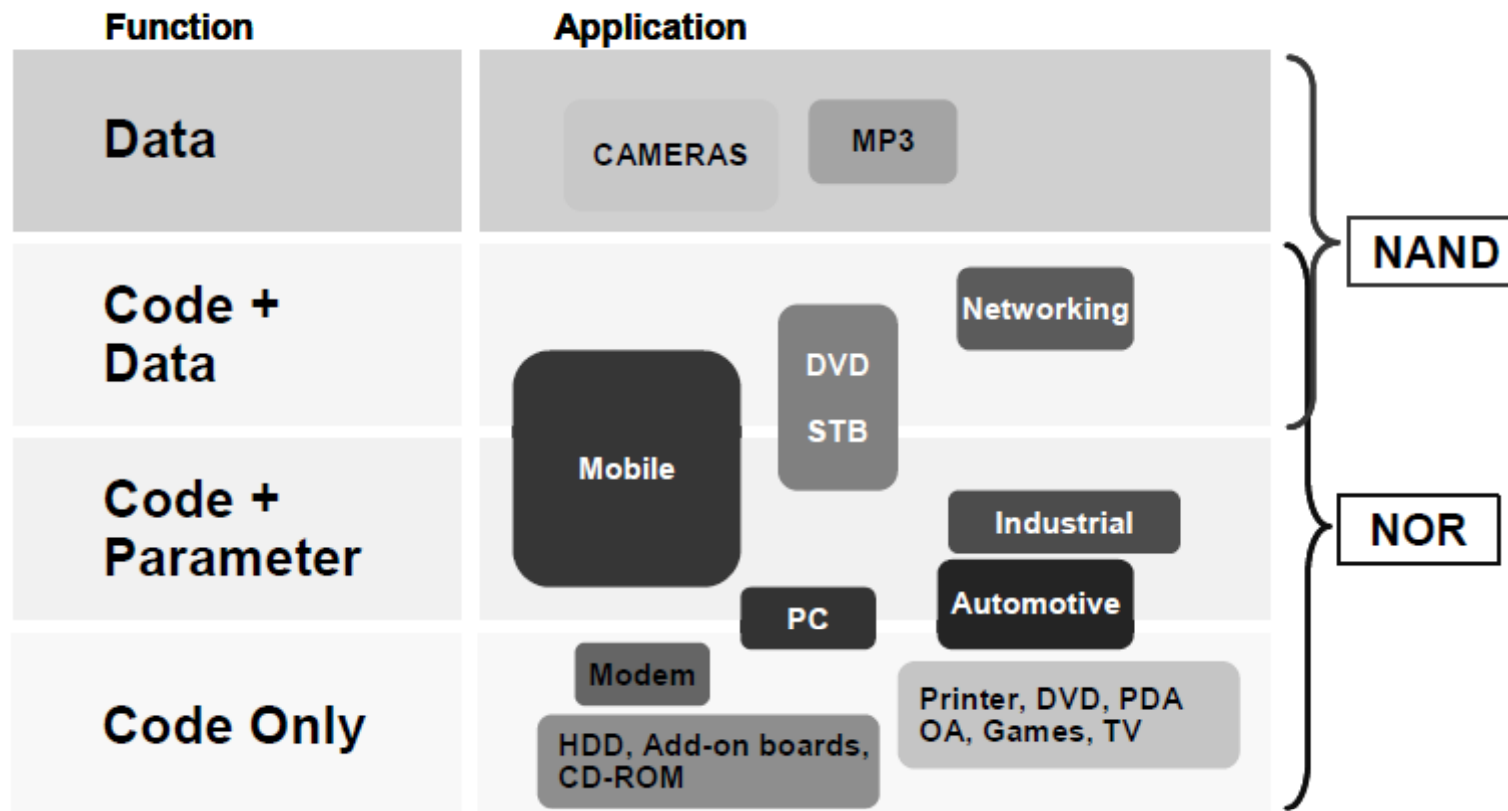 Function
Application
Data
CAMERAS
MP3
NAND
Code +
Data
Networking
DVD
STB
Mobile
Code +
Parameter
Industrial
NOR
Automotive
PC
Code Only
Modem
Printer, DVD, PDA
OA, Games, TV
HDD, Add-on boards,
CD-ROM